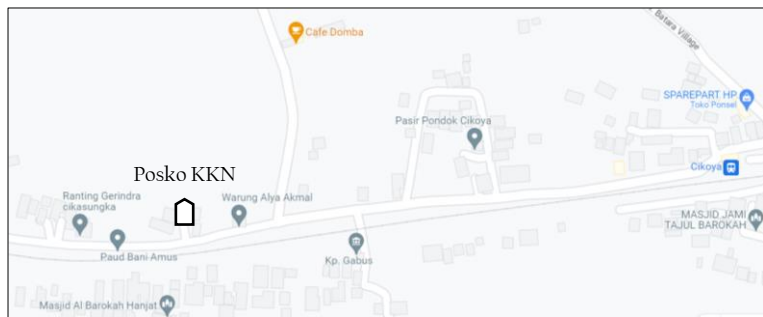 Batara Village
Cafe Domba
SPAREPART HP
Toko Ponsel
Pasir Pondok Cikoya
Cikoya
Posko KKN
Ranting Gerindra
cikasungka
Warung Alya Akmal
MASJID JAMI
TAJUL BAROKAH
Paud Bani Amus
Kp. Gabus
Masjid Al Barokah Hanjat